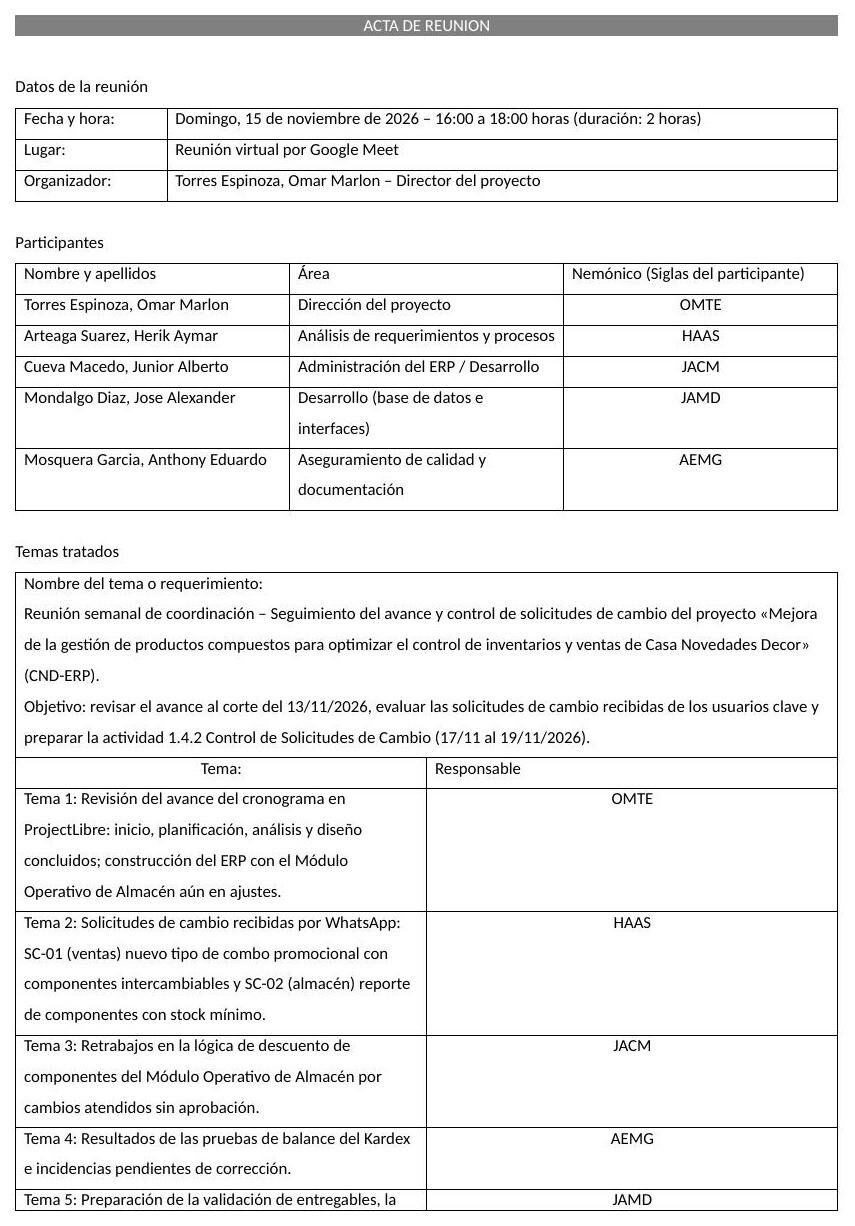 ACTA DE REUNION
Datos de la reunión
Fecha y hora: Domingo, 15 de noviembre de 2026 – 16:00 a 18:00 horas (duración: 2 horas)
Lugar: Reunión virtual por Google Meet
Organizador: Torres Espinoza, Omar Marlon – Director del proyecto
Participantes
Nombre y apellidos Área Nemónico (Siglas del participante)
Torres Espinoza, Omar Marlon Dirección del proyecto OMTE
Arteaga Suarez, Herik Aymar Análisis de requerimientos y procesos HAAS
Cueva Macedo, Junior Alberto Administración del ERP / Desarrollo JACM
Mondalgo Diaz, Jose Alexander Desarrollo (base de datos e JAMD
interfaces)
Mosquera Garcia, Anthony Eduardo Aseguramiento de calidad y AEMG
documentación
Temas tratados
Nombre del tema o requerimiento:
Reunión semanal de coordinación – Seguimiento del avance y control de solicitudes de cambio del proyecto «Mejora
de la gestión de productos compuestos para optimizar el control de inventarios y ventas de Casa Novedades Decor»
(CND-ERP).
Objetivo: revisar el avance al corte del 13/11/2026, evaluar las solicitudes de cambio recibidas de los usuarios clave y
preparar la actividad 1.4.2 Control de Solicitudes de Cambio (17/11 al 19/11/2026).
Tema: Responsable
Tema 1: Revisión del avance del cronograma en OMTE
ProjectLibre: inicio, planificación, análisis y diseño
concluidos; construcción del ERP con el Módulo
Operativo de Almacén aún en ajustes.
Tema 2: Solicitudes de cambio recibidas por WhatsApp: HAAS
SC-01 (ventas) nuevo tipo de combo promocional con
componentes intercambiables y SC-02 (almacén) reporte
de componentes con stock mínimo.
Tema 3: Retrabajos en la lógica de descuento de JACM
componentes del Módulo Operativo de Almacén por
cambios atendidos sin aprobación.
Tema 4: Resultados de las pruebas de balance del Kardex AEMG
e incidencias pendientes de corrección.
Tema 5: Preparación de la validación de entregables, la JAMD